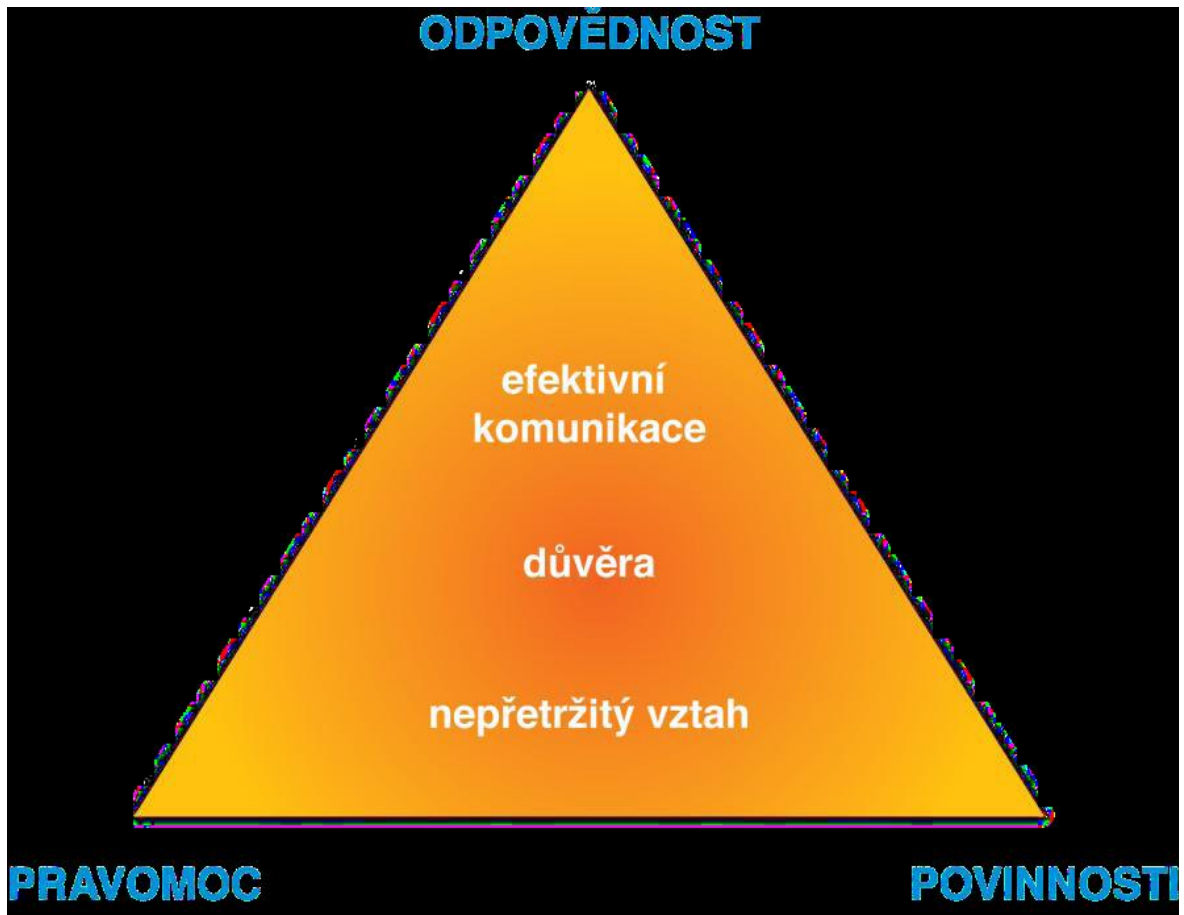 ODPOVĚDNOST
efektivní
komunikace
důvěra
nepřetržitý vztah
PRAVOMOC
POVINNOSTI